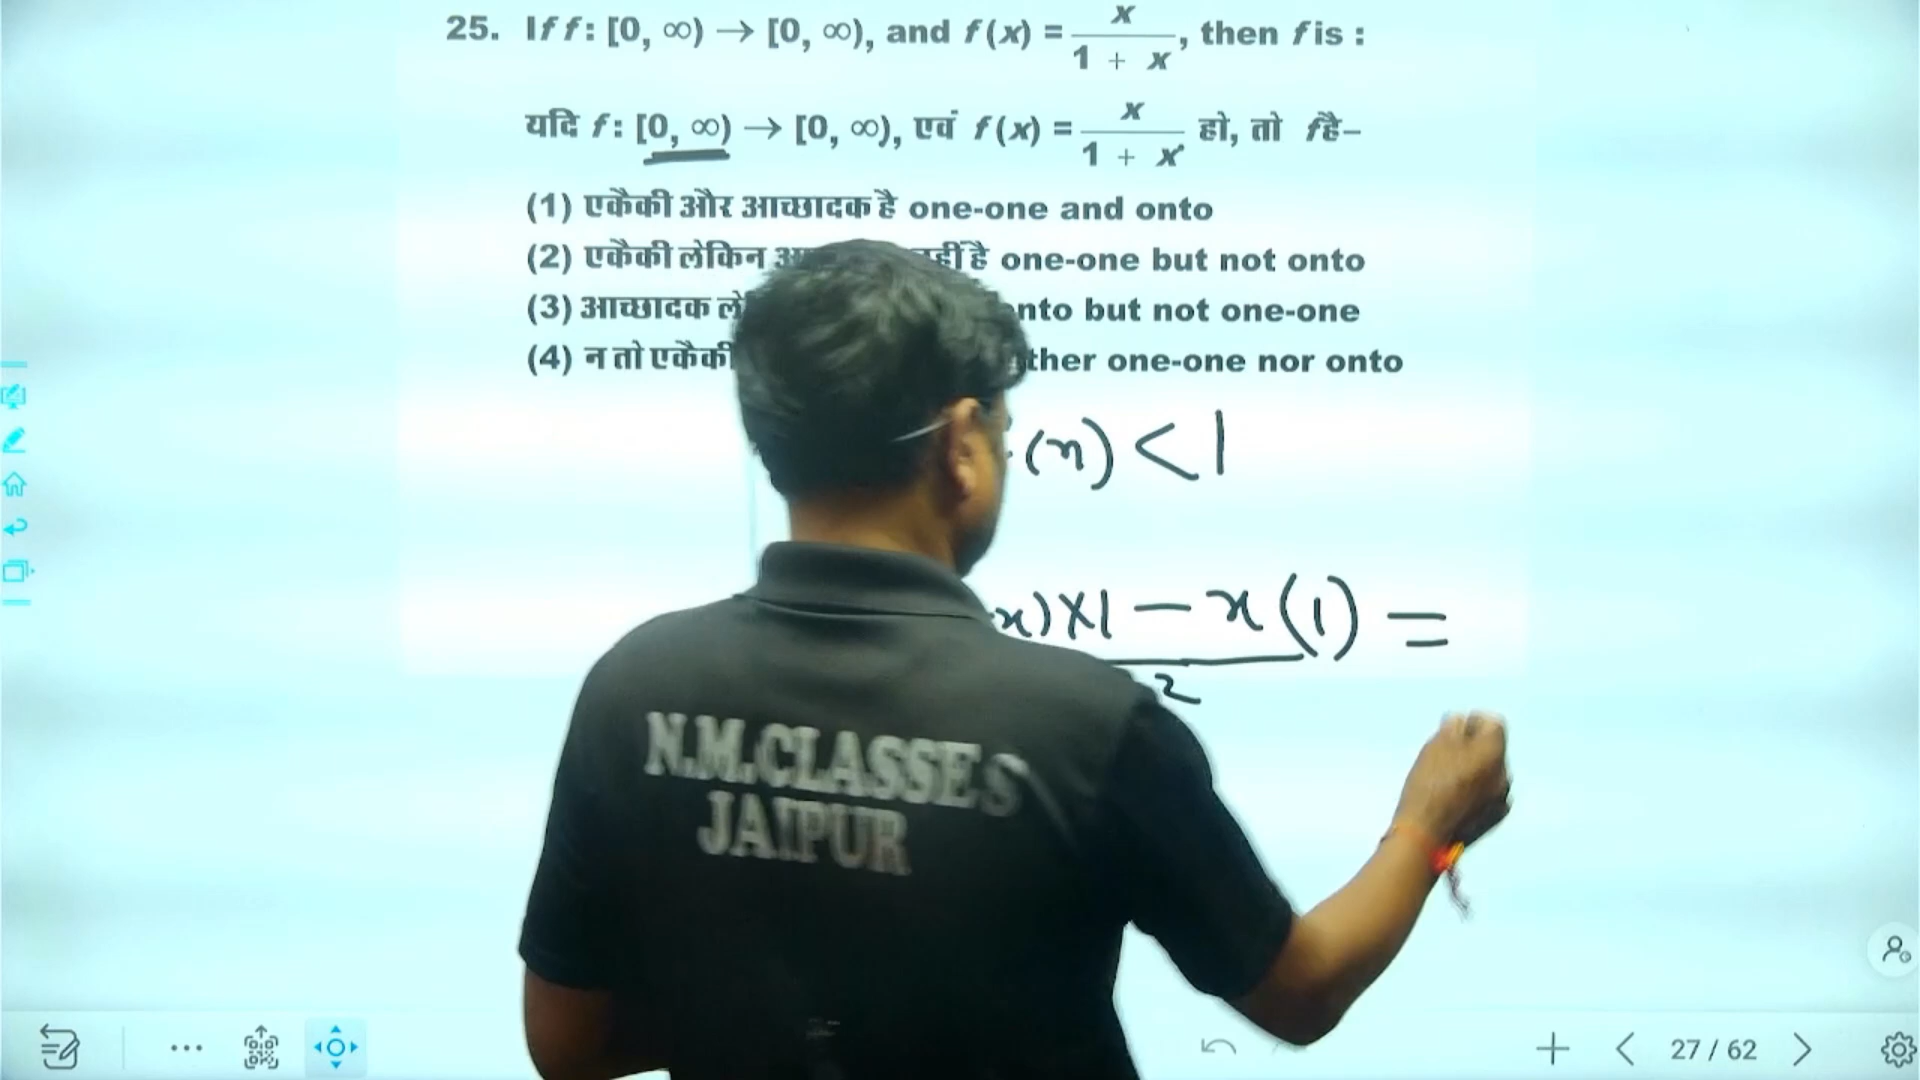 25. If f : [0, ∞) → [0, ∞), and f(x) = x / (1 + x), then f is :
यदि f : [0, ∞) → [0, ∞), एवं f(x) = x / (1 + x) हो, तो f है–
(1) एकैकी और आच्छादक है one-one and onto
(2) एकैकी लेकिन है one-one but not onto
(3) आच्छादक but not one-one
(4) न तो एकैकी one-one nor onto
(x) < 1
x) × 1 – x (1) =
2
N.M.CLASSES
JAIPUR
27 / 62